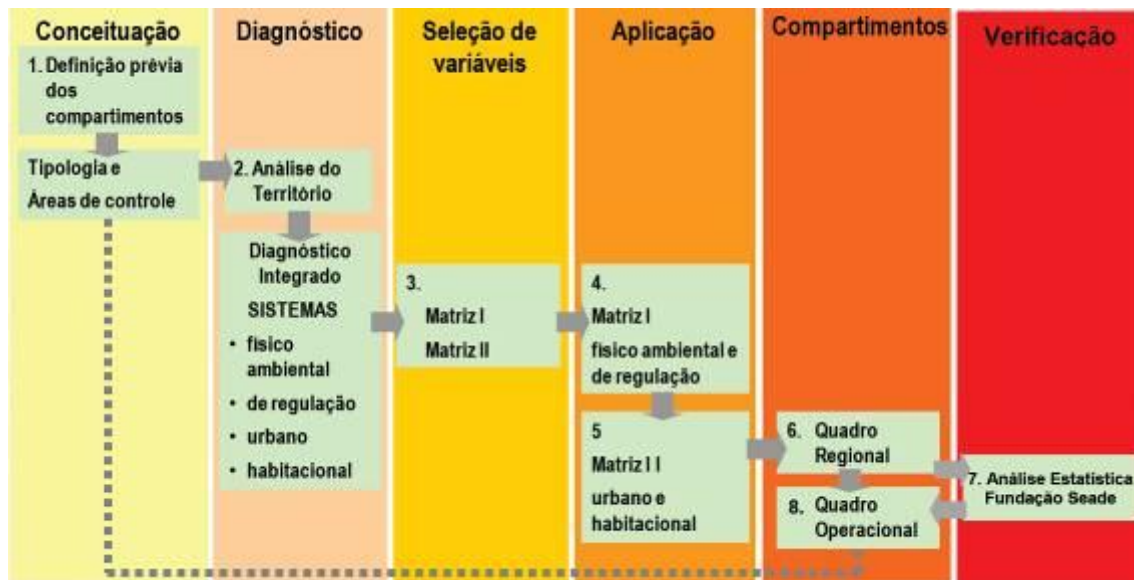 Conceituação
1. Definição prévia
dos
compartimentos
Tipologia e
Áreas de controle
Diagnóstico
2. Análise do
Território
Diagnóstico
Integrado
SISTEMAS
• físico
ambiental
• de regulação
• urbano
• habitacional
Seleção de
variáveis
3.
Matriz I
Matriz II
Aplicação
4.
Matriz I
físico ambiental e
de regulação
5
Matriz I I
urbano e
habitacional
Compartimentos
6. Quadro
Regional
8. Quadro
Operacional
Verificação
7. Análise Estatística
Fundação Seade